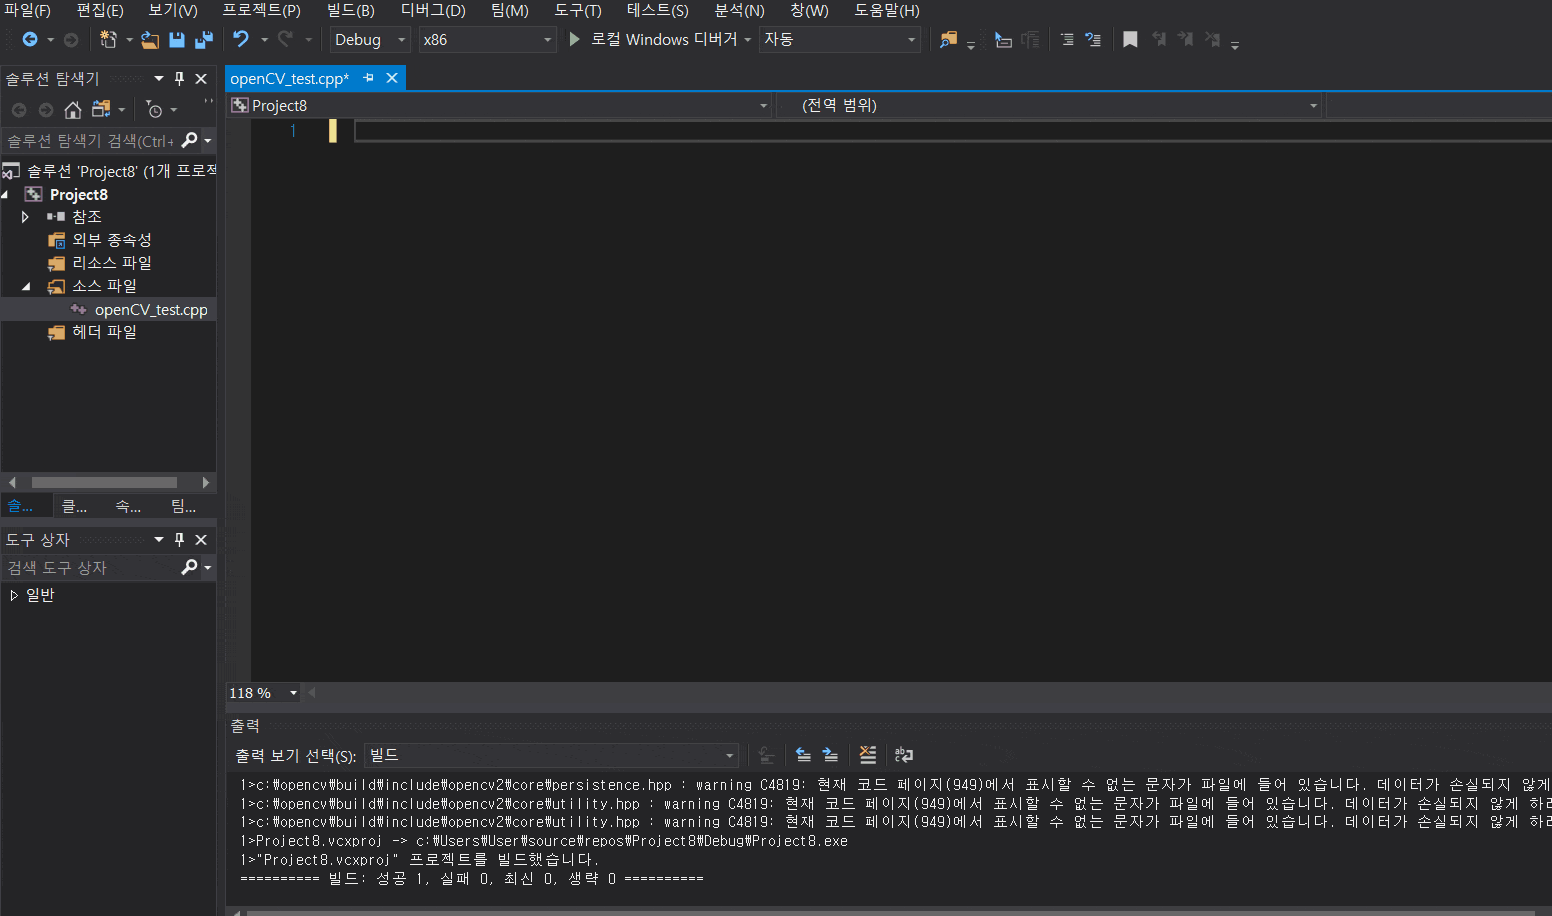 파일(F) 편집(E) 보기(V) 프로젝트(P) 빌드(B) 디버그(D) 팀(M) 도구(T) 테스트(S) 분석(N) 창(W) 도움말(H)
Debug x86 로컬 Windows 디버거 자동
솔루션 탐색기
솔루션 탐색기 검색(Ctrl+
솔루션 'Project8' (1개 프로젝
Project8
참조
외부 종속성
리소스 파일
소스 파일
openCV_test.cpp
헤더 파일
솔... 클... 속... 팀...
도구 상자
검색 도구 상자
일반
openCV_test.cpp*
Project8 (전역 범위)
1
118 %
출력
출력 보기 선택(S): 빌드
1>c:₩opencv₩build₩include₩opencv2₩core₩persistence.hpp : warning C4819: 현재 코드 페이지(949)에서 표시할 수 없는 문자가 파일에 들어 있습니다. 데이터가 손실되지 않게
1>c:₩opencv₩build₩include₩opencv2₩core₩utility.hpp : warning C4819: 현재 코드 페이지(949)에서 표시할 수 없는 문자가 파일에 들어 있습니다. 데이터가 손실되지 않게 하려
1>c:₩opencv₩build₩include₩opencv2₩core₩utility.hpp : warning C4819: 현재 코드 페이지(949)에서 표시할 수 없는 문자가 파일에 들어 있습니다. 데이터가 손실되지 않게 하려
1>Project8.vcxproj -> c:₩Users₩User₩source₩repos₩Project8₩Debug₩Project8.exe
1>"Project8.vcxproj" 프로젝트를 빌드했습니다.
========== 빌드: 성공 1, 실패 0, 최신 0, 생략 0 ==========